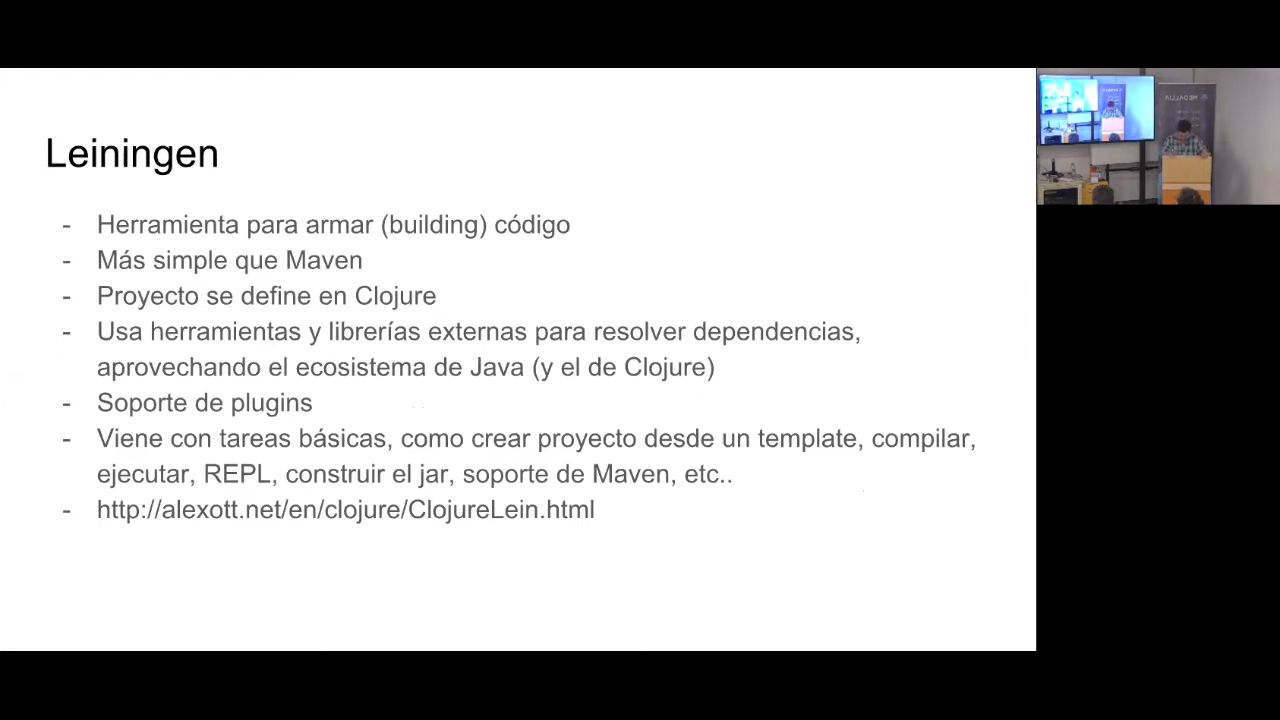 Leiningen
- Herramienta para armar (building) código
- Más simple que Maven
- Proyecto se define en Clojure
- Usa herramientas y librerías externas para resolver dependencias,
aprovechando el ecosistema de Java (y el de Clojure)
- Soporte de plugins
- Viene con tareas básicas, como crear proyecto desde un template, compilar,
ejecutar, REPL, construir el jar, soporte de Maven, etc..
- http://alexott.net/en/clojure/ClojureLein.html
MEDALLIA